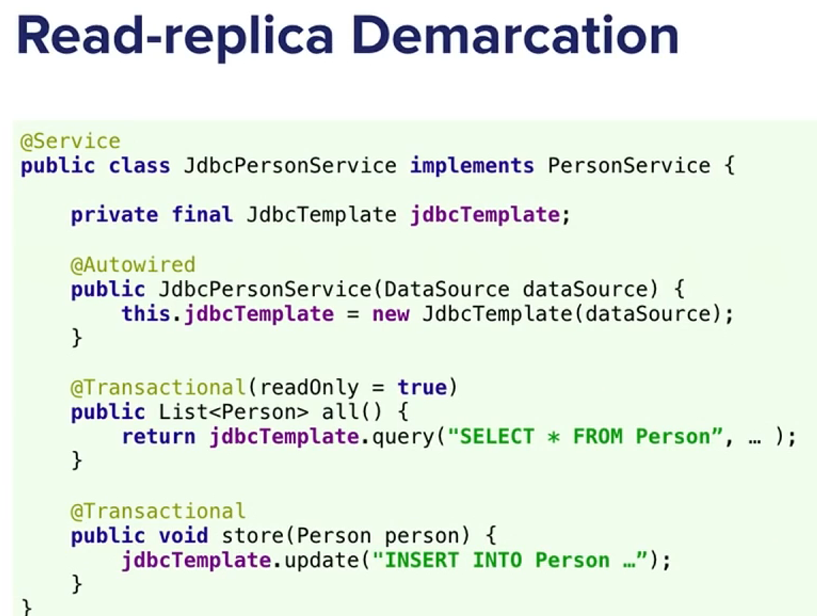 Read-replica Demarcation
@Service
public class JdbcPersonService implements PersonService {
private final JdbcTemplate jdbcTemplate;
@Autowired
public JdbcPersonService(DataSource dataSource) {
this.jdbcTemplate = new JdbcTemplate(dataSource);
}
@Transactional(readOnly = true)
public List<Person> all() {
return jdbcTemplate.query("SELECT * FROM Person”, … );
}
@Transactional
public void store(Person person) {
jdbcTemplate.update("INSERT INTO Person …”);
}
}